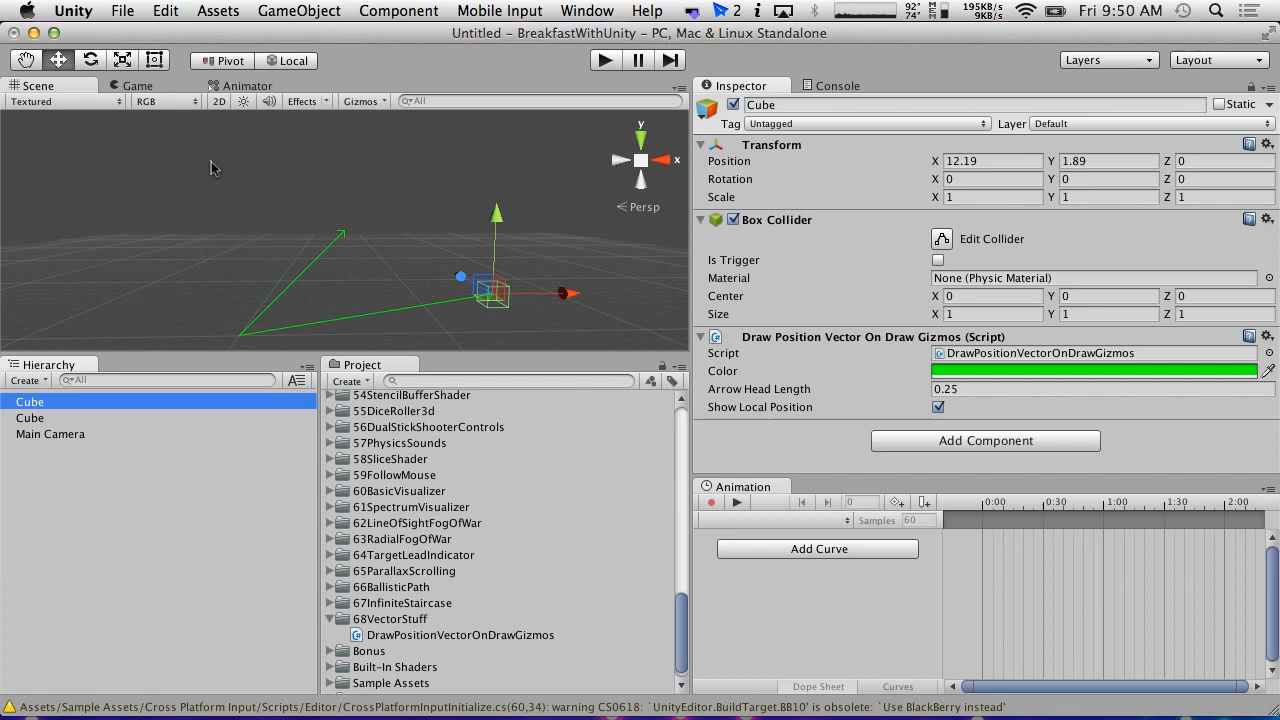 Unity File Edit Assets GameObject Component Mobile Input Window Help 2 92° 74° MEM 195KB/s 9KB/s Fri 9:50 AM
Untitled - BreakfastWithUnity - PC, Mac & Linux Standalone
Pivot Local Layers Layout
Scene Game Animator
Textured RGB 2D Effects Gizmos All
y
x
Persp
Inspector Console
Cube Static
Tag Untagged Layer Default
Transform
Position X 12.19 Y 1.89 Z 0
Rotation X 0 Y 0 Z 0
Scale X 1 Y 1 Z 1
Box Collider
Edit Collider
Is Trigger
Material None (Physic Material)
Center X 0 Y 0 Z 0
Size X 1 Y 1 Z 1
Draw Position Vector On Draw Gizmos (Script)
Script DrawPositionVectorOnDrawGizmos
Color
Arrow Head Length 0.25
Show Local Position
Add Component
Hierarchy
Create All
Cube
Cube
Main Camera
Project
Create
54StencilBufferShader
55DiceRoller3d
56DualStickShooterControls
57PhysicsSounds
58SliceShader
59FollowMouse
60BasicVisualizer
61SpectrumVisualizer
62LineOfSightFogOfWar
63RadialFogOfWar
64TargetLeadIndicator
65ParallaxScrolling
66BallisticPath
67InfiniteStaircase
68VectorStuff
DrawPositionVectorOnDrawGizmos
Bonus
Built-In Shaders
Sample Assets
Animation
0 0:00 0:30 1:00 1:30 2:00
Samples 60
Add Curve
Dope Sheet Curves
Assets/Sample Assets/Cross Platform Input/Scripts/Editor/CrossPlatformInputInitialize.cs(60,34): warning CS0618: `UnityEditor.BuildTarget.BB10' is obsolete: `Use BlackBerry instead'